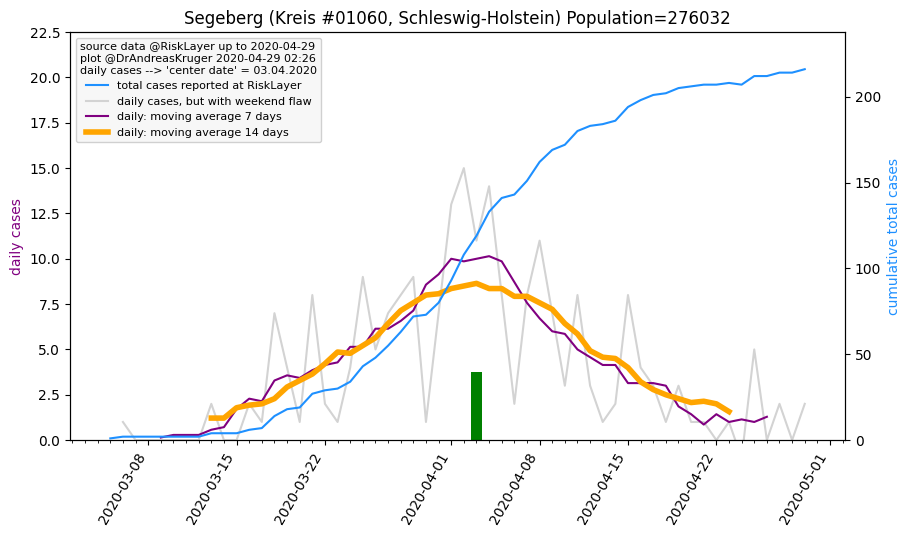 Segeberg (Kreis #01060, Schleswig-Holstein) Population=276032
source data @RiskLayer up to 2020-04-29
plot @DrAndreasKruger 2020-04-29 02:26
daily cases --> 'center date' = 03.04.2020
total cases reported at RiskLayer
daily cases, but with weekend flaw
daily: moving average 7 days
daily: moving average 14 days
22.5
20.0
17.5
15.0
12.5
10.0
7.5
5.0
2.5
0.0
daily cases
200
150
100
50
0
cumulative total cases
2020-03-08
2020-03-15
2020-03-22
2020-04-01
2020-04-08
2020-04-15
2020-04-22
2020-05-01